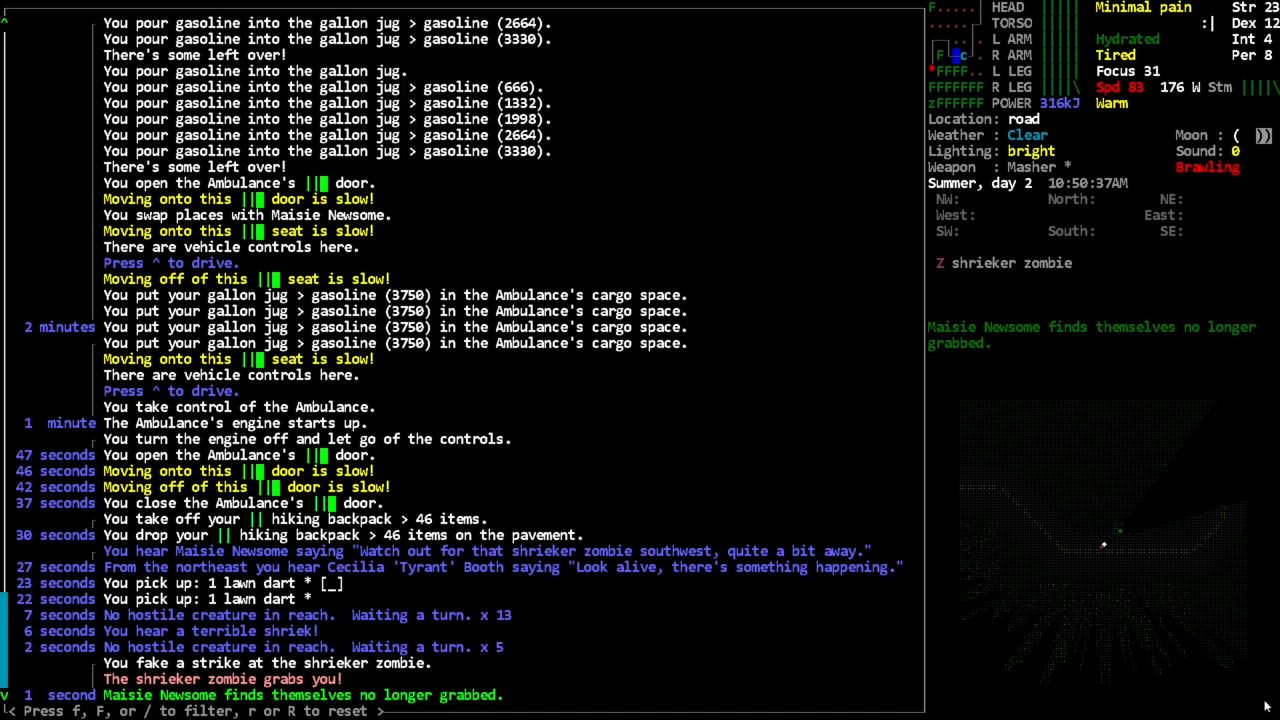 You pour gasoline into the gallon jug > gasoline (2664).
You pour gasoline into the gallon jug > gasoline (3330).
There's some left over!
You pour gasoline into the gallon jug.
You pour gasoline into the gallon jug > gasoline (666).
You pour gasoline into the gallon jug > gasoline (1332).
You pour gasoline into the gallon jug > gasoline (1998).
You pour gasoline into the gallon jug > gasoline (2664).
You pour gasoline into the gallon jug > gasoline (3330).
There's some left over!
You open the Ambulance's || door.
Moving onto this || door is slow!
You swap places with Maisie Newsome.
Moving onto this || seat is slow!
There are vehicle controls here.
Press ^ to drive.
Moving off of this || seat is slow!
You put your gallon jug > gasoline (3750) in the Ambulance's cargo space.
You put your gallon jug > gasoline (3750) in the Ambulance's cargo space.
2 minutes You put your gallon jug > gasoline (3750) in the Ambulance's cargo space.
You put your gallon jug > gasoline (3750) in the Ambulance's cargo space.
Moving onto this || seat is slow!
There are vehicle controls here.
Press ^ to drive.
You take control of the Ambulance.
1 minute The Ambulance's engine starts up.
You turn the engine off and let go of the controls.
47 seconds You open the Ambulance's || door.
46 seconds Moving onto this || door is slow!
42 seconds Moving off of this || door is slow!
37 seconds You close the Ambulance's || door.
You take off your || hiking backpack > 46 items.
30 seconds You drop your || hiking backpack > 46 items on the pavement.
You hear Maisie Newsome saying "Watch out for that shrieker zombie southwest, quite a bit away."
27 seconds From the northeast you hear Cecilia 'Tyrant' Booth saying "Look alive, there's something happening."
23 seconds You pick up: 1 lawn dart * [_]
22 seconds You pick up: 1 lawn dart *
7 seconds No hostile creature in reach.  Waiting a turn. x 13
6 seconds You hear a terrible shriek!
2 seconds No hostile creature in reach.  Waiting a turn. x 5
You fake a strike at the shrieker zombie.
The shrieker zombie grabs you!
v 1 second Maisie Newsome finds themselves no longer grabbed.
< Press f, F, or / to filter, r or R to reset >
F..... HEAD ||||| Minimal pain Str 23
...... TORSO ||||| :| Dex 12
L ARM ||||| Hydrated Int 4
F c R ARM ||||| Tired Per 8
*FFFF.. L LEG ||||| Focus 31
FFFFFFF R LEG ||||\ Spd 83 176 W Stm ||||\
zFFFFFF POWER 316kJ Warm
Location: road
Weather : Clear Moon : ( ))
Lighting: bright Sound: 0
Weapon  : Masher * Brawling
Summer, day 2 10:50:37AM
NW: North: NE:
West: East:
SW: South: SE:
Z shrieker zombie
Maisie Newsome finds themselves no longer
grabbed.